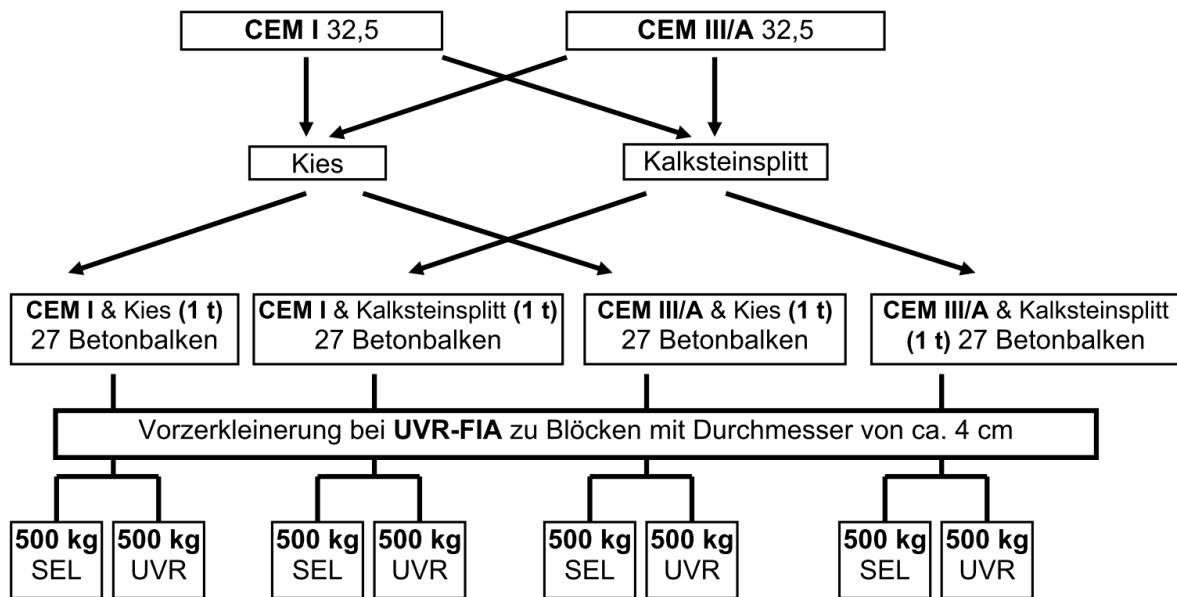 CEM I 32,5
CEM III/A 32,5
Kies
Kalksteinsplitt
CEM I & Kies (1 t)
27 Betonbalken
CEM I & Kalksteinsplitt (1 t)
27 Betonbalken
CEM III/A & Kies (1 t)
27 Betonbalken
CEM III/A & Kalksteinsplitt
(1 t) 27 Betonbalken
Vorzerkleinerung bei UVR-FIA zu Blöcken mit Durchmesser von ca. 4 cm
500 kg
SEL
500 kg
UVR
500 kg
SEL
500 kg
UVR
500 kg
SEL
500 kg
UVR
500 kg
SEL
500 kg
UVR